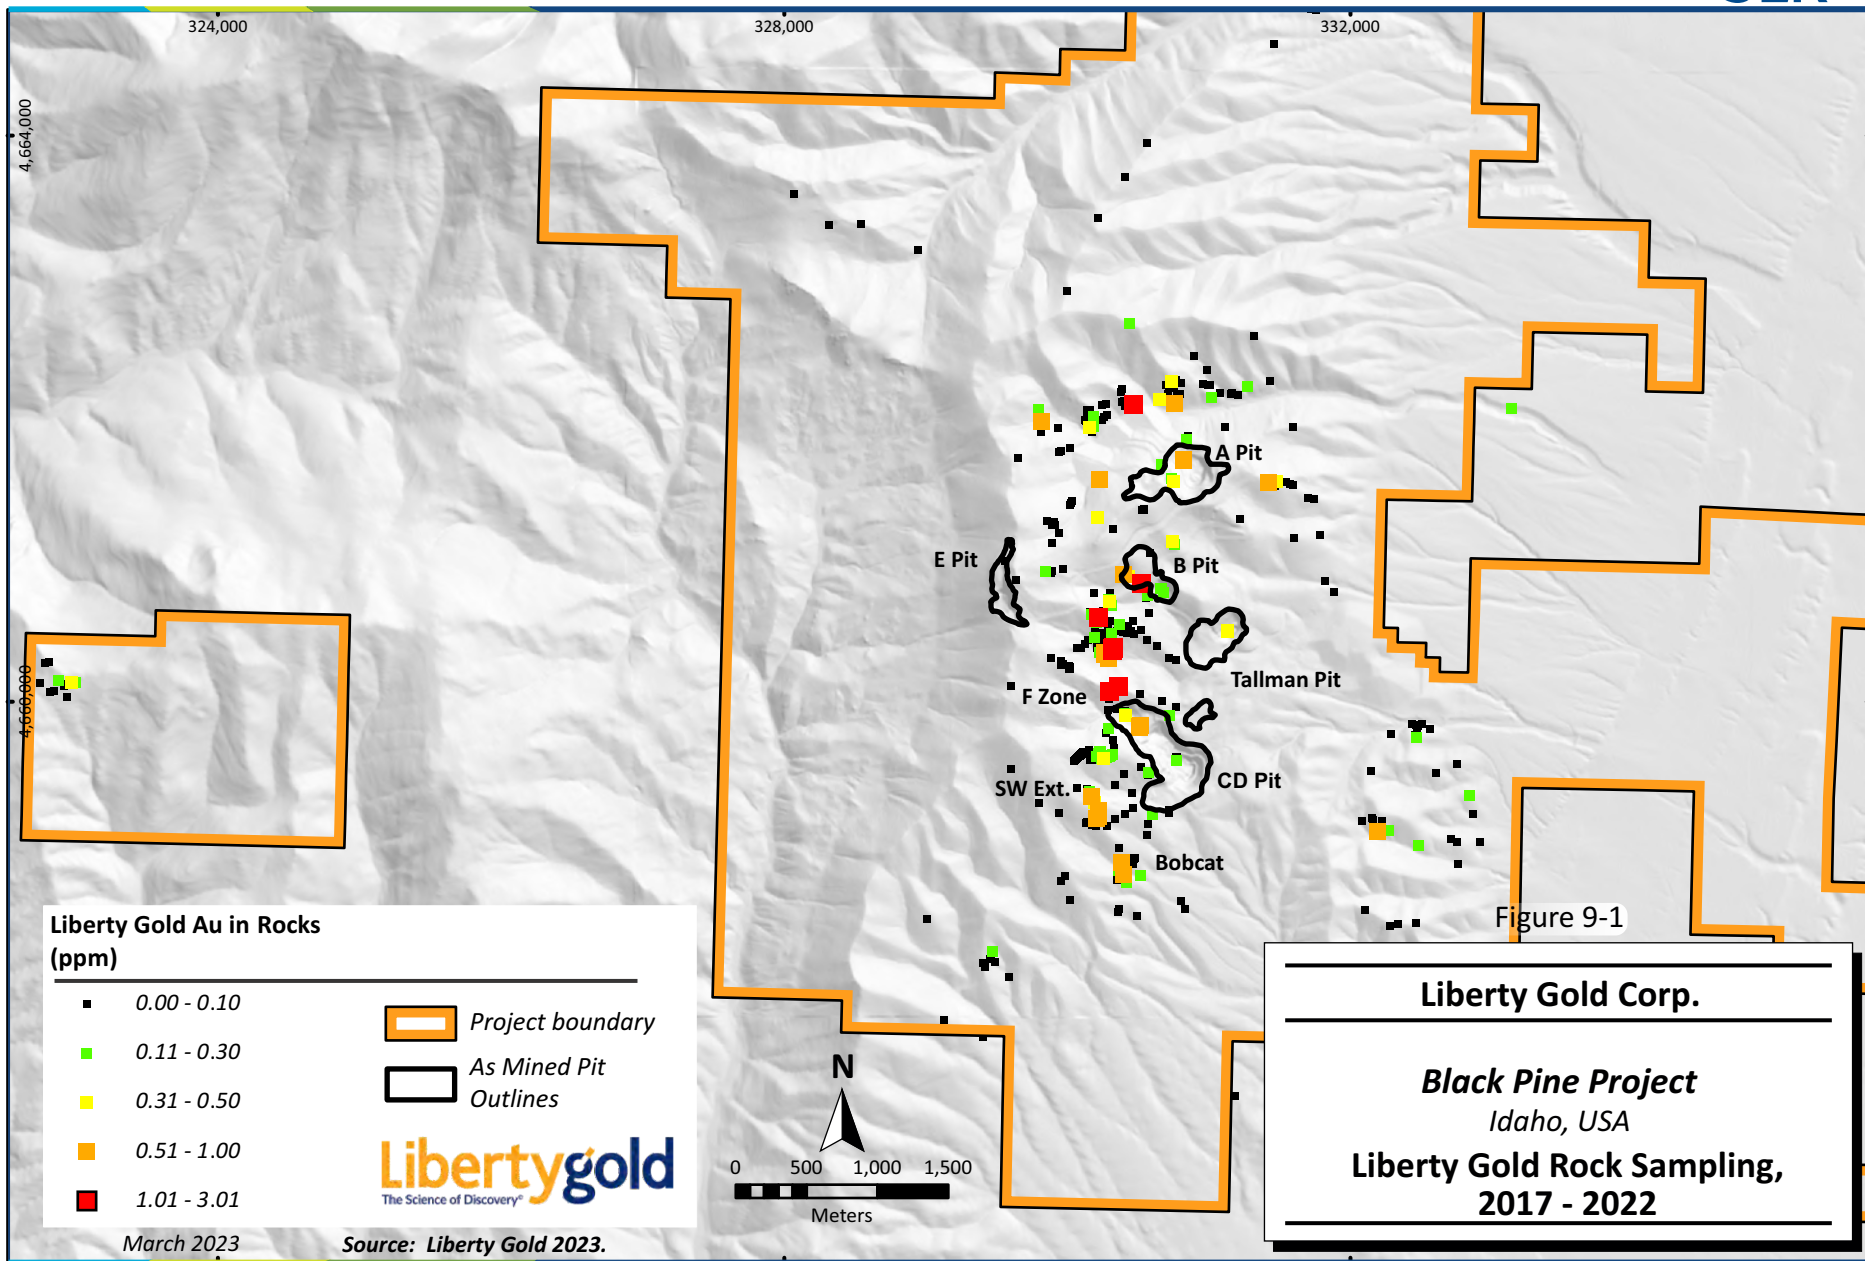 324,000
328,000
332,000
4,664,000
4,660,000
A Pit
E Pit
B Pit
Tallman Pit
F Zone
SW Ext.
CD Pit
Bobcat
Figure 9-1
Liberty Gold Au in Rocks
(ppm)
0.00 - 0.10
0.11 - 0.30
0.31 - 0.50
0.51 - 1.00
1.01 - 3.01
Project boundary
As Mined Pit
Outlines
Libertygold
The Science of Discovery©
March 2023
Source: Liberty Gold 2023.
N
0 500 1,000 1,500
Meters
Liberty Gold Corp.
Black Pine Project
Idaho, USA
Liberty Gold Rock Sampling,
2017 - 2022